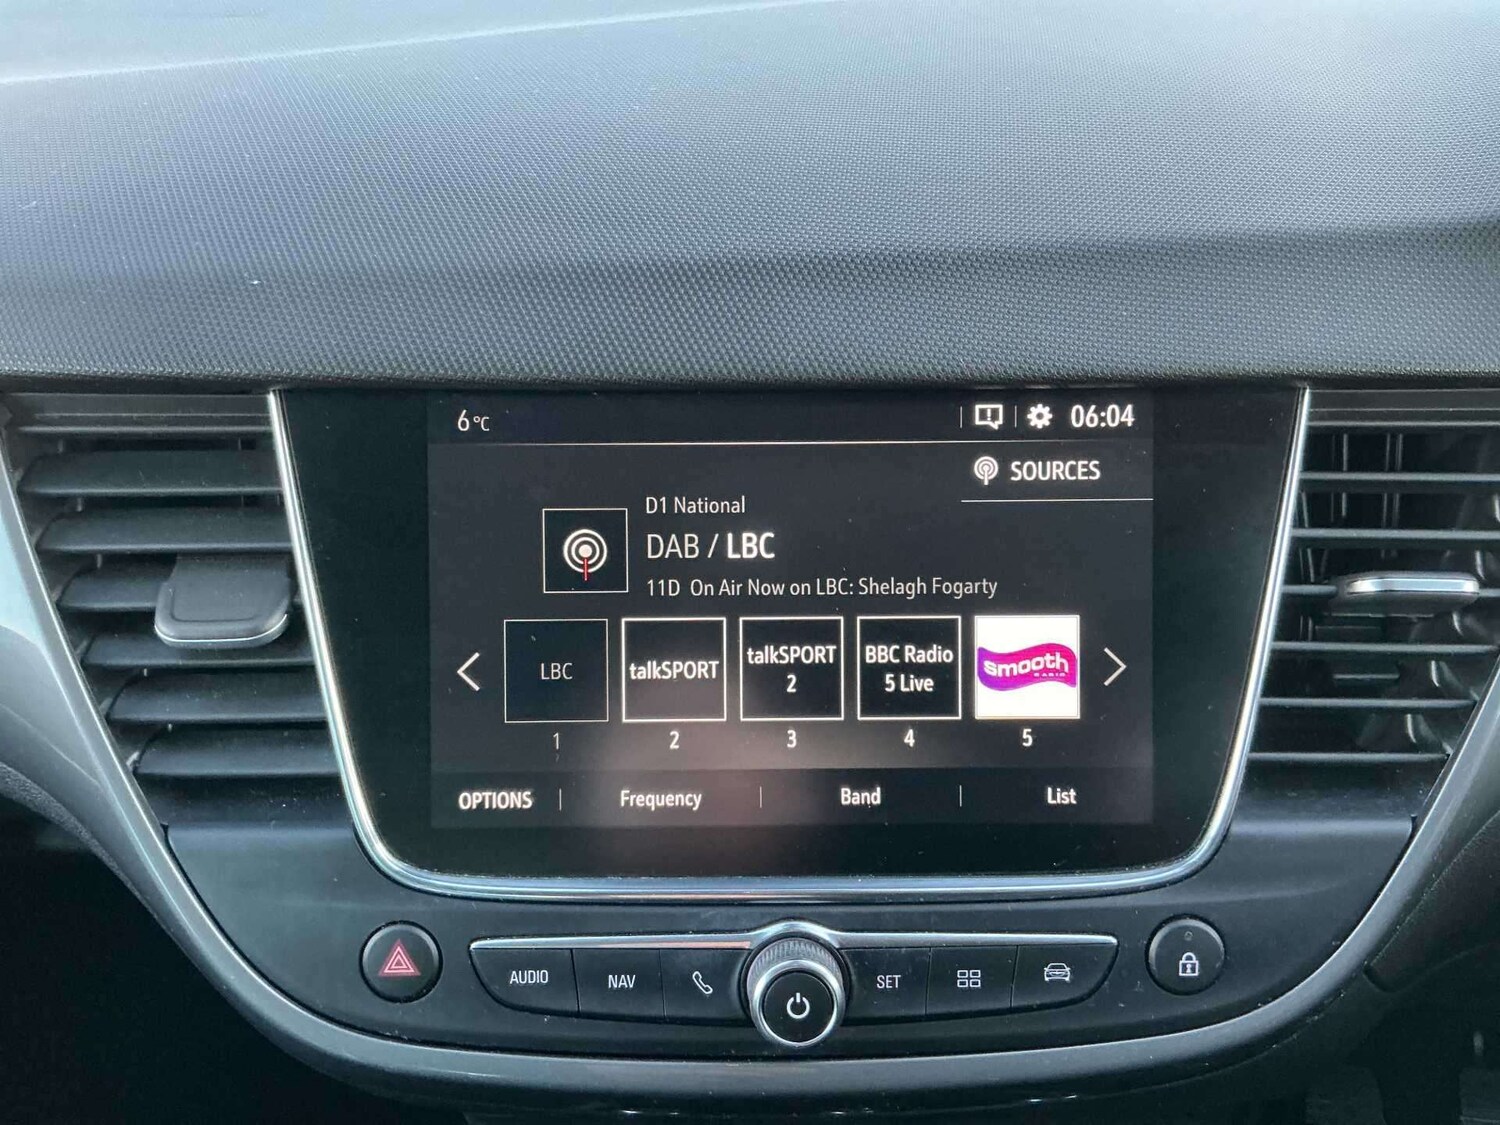 6 °C
06:04
SOURCES
D1 National
DAB / LBC
11D On Air Now on LBC: Shelagh Fogarty
LBC
talkSPORT
talkSPORT
2
BBC Radio
5 Live
smooth
RADIO
1
2
3
4
5
OPTIONS
Frequency
Band
List
AUDIO
NAV
SET